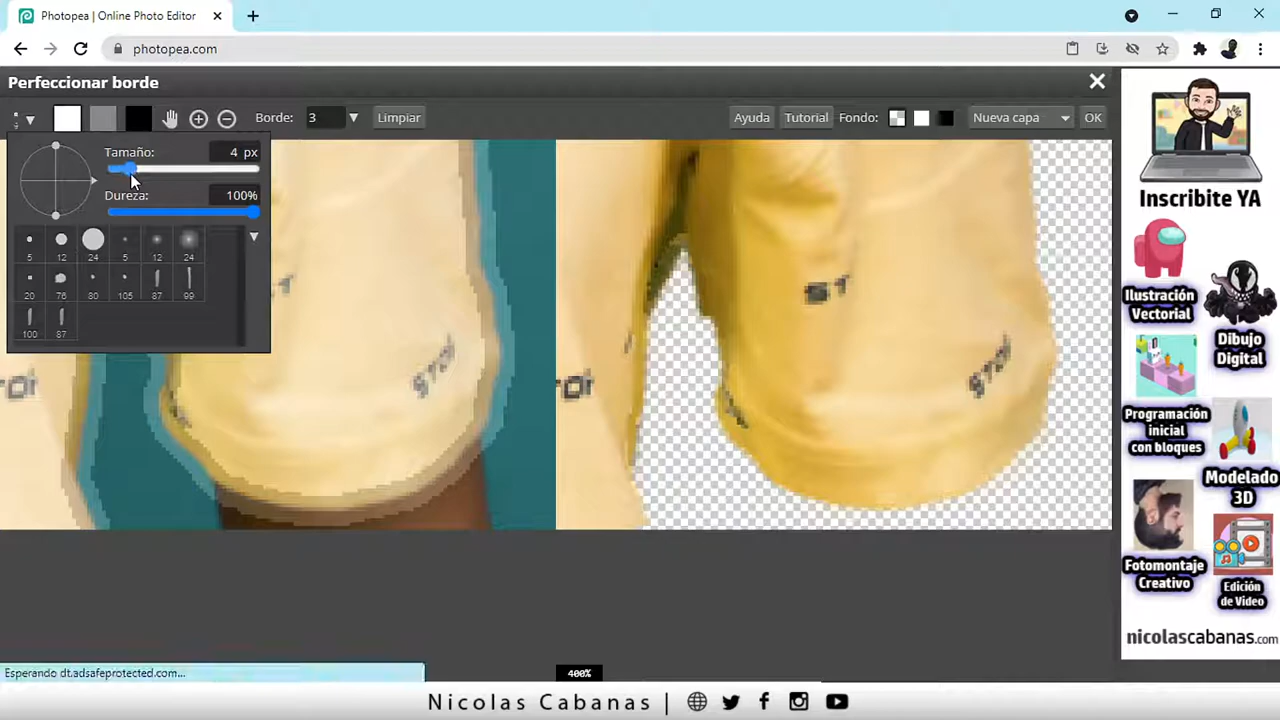 Photopea | Online Photo Editor
photopea.com
Perfeccionar borde
Borde: 3
Limpiar
Ayuda
Tutorial
Fondo:
Nueva capa
OK
Tamaño: 4 px
Dureza: 100%
5 12 24 5 12 24
20 76 80 105 87 99
100 87
Esperando dt.adsafeprotected.com...
400%
Inscribite YA
Ilustración
Vectorial
Dibujo
Digital
Programación
inicial
con bloques
Modelado
3D
Fotomontaje
Creativo
Edición
de Video
nicolascabanas.com
Nicolas Cabanas |